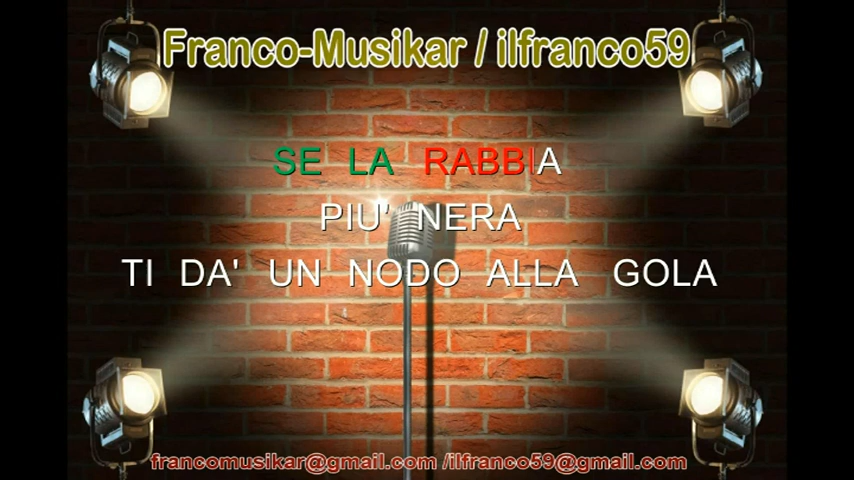 Franco-Musikar / ilfranco59
SE LA RABBIA
PIU' NERA
TI DA' UN NODO ALLA GOLA
francomusikar@gmail.com /ilfranco59@gmail.com